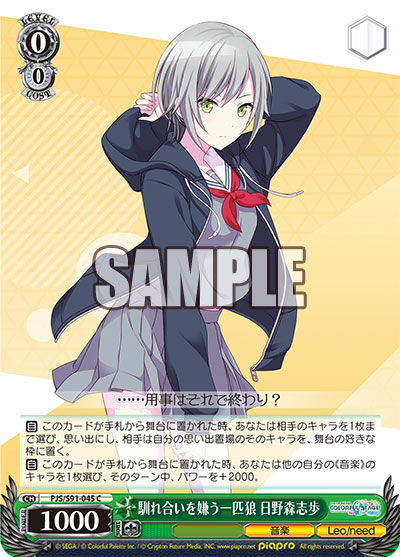 LEVEL
0
0
COST
SAMPLE
……用事はそれで終わり？
自 このカードが手札から舞台に置かれた時、あなたは相手のキャラを1枚
まで選び、思い出にし、相手は自分の思い出置場のそのキャラを、舞台の好きな
枠に置く。
自 このカードが手札から舞台に置かれた時、あなたは他の自分の《音楽》の
キャラを1枚選び、そのターン中、パワーを＋2000。
CH PJS/S91-045 C
馴れ合いを嫌う一匹狼 日野森志歩
COLORFUL STAGE!
1000
音楽
Leo/need
© SEGA / © Colorful Palette Inc. / © Crypton Future Media, INC. www.piapro.net piapro All rights reserved.